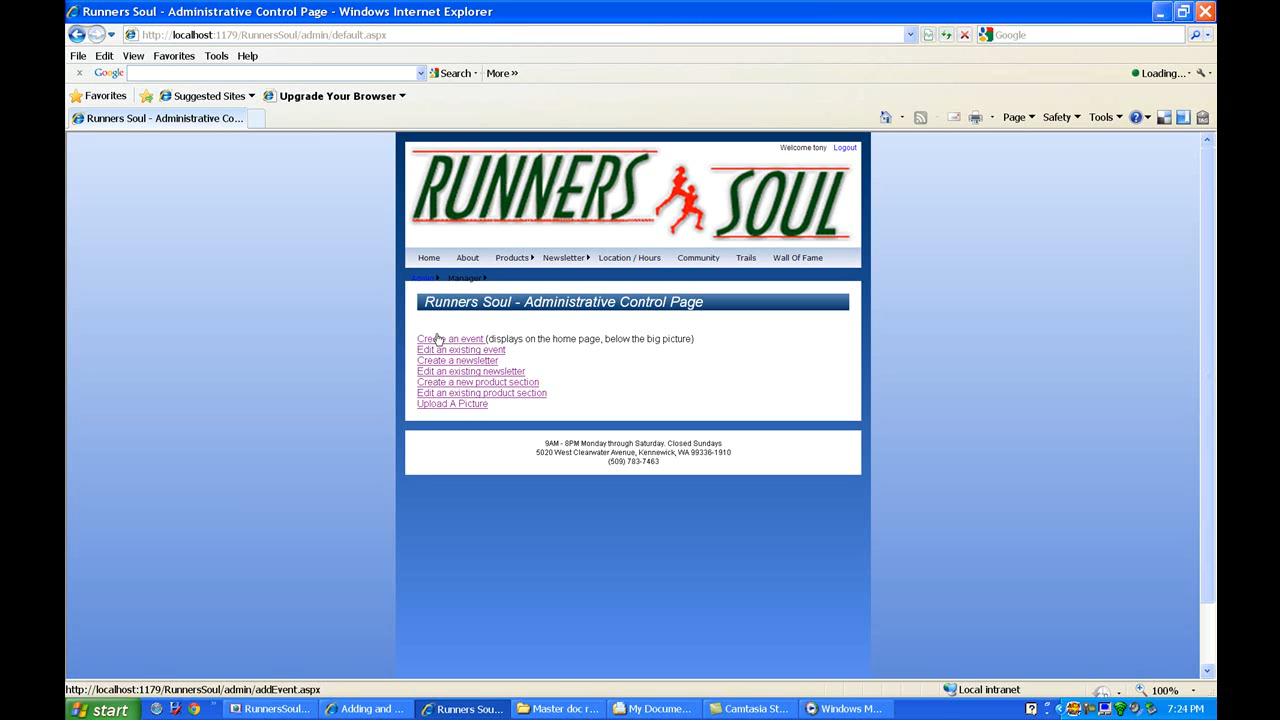 Runners Soul - Administrative Control Page - Windows Internet Explorer
http://localhost:1179/RunnersSoul/admin/default.aspx
Google
File Edit View Favorites Tools Help
x Google Search More »
Loading...
Favorites Suggested Sites Upgrade Your Browser
Runners Soul - Administrative Co...
Page Safety Tools
Welcome tony Logout
RUNNERS SOUL
Home About Products Newsletter Location / Hours Community Trails Wall Of Fame
Admin Manager
Runners Soul - Administrative Control Page
Create an event (displays on the home page, below the big picture)
Edit an existing event
Create a newsletter
Edit an existing newsletter
Create a new product section
Edit an existing product section
Upload A Picture
9AM - 8PM Monday through Saturday. Closed Sundays
5020 West Clearwater Avenue, Kennewick, WA 99336-1910
(509) 783-7463
http://localhost:1179/RunnersSoul/admin/addEvent.aspx
Local intranet
100%
start
RunnersSoul...
Adding and ...
Runners Sou...
Master doc r...
My Docume...
Camtasia St...
Windows M...
7:24 PM